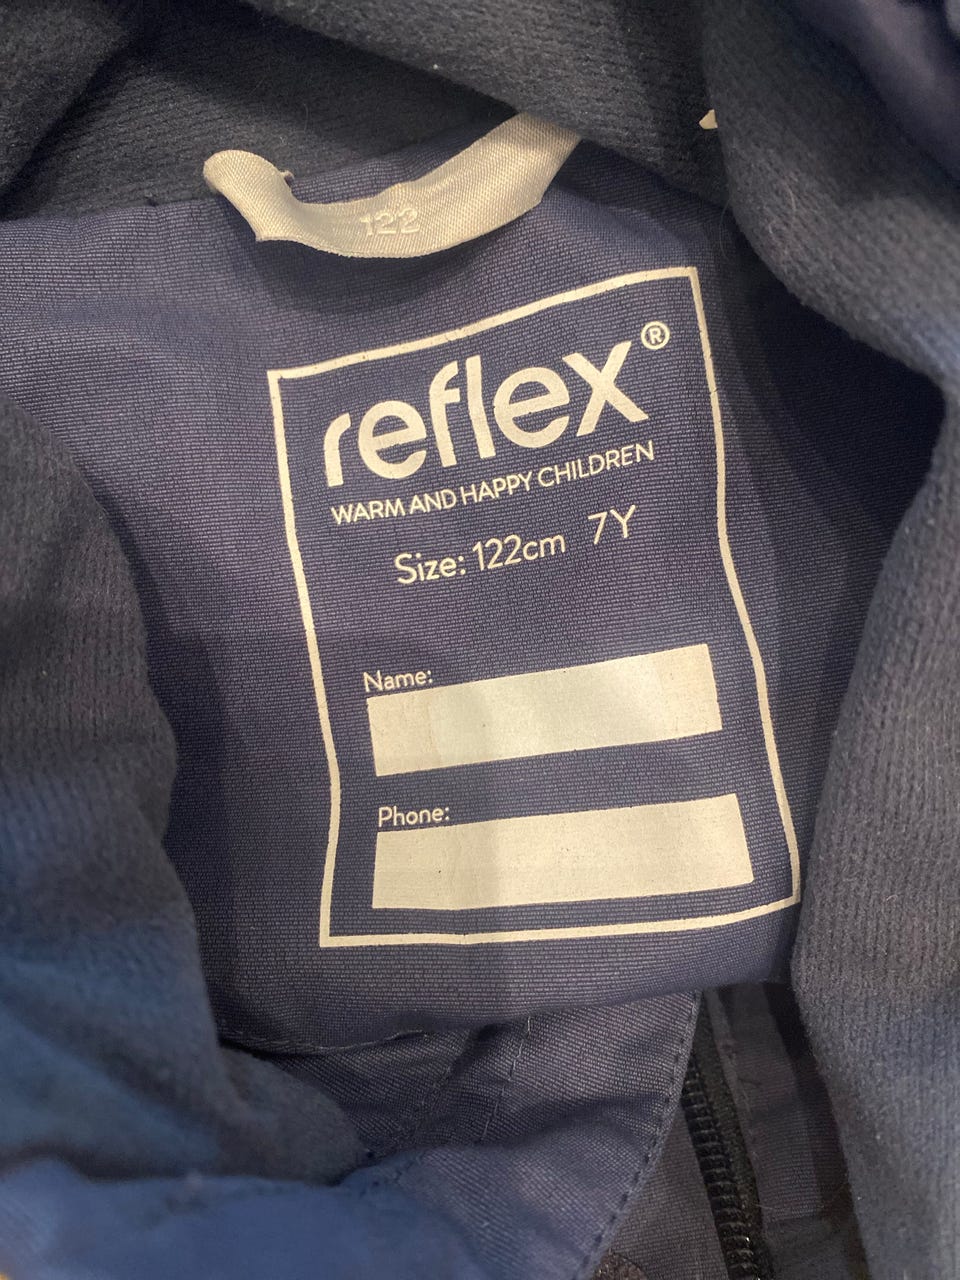 122
reflex®
WARM AND HAPPY CHILDREN
Size: 122cm 7Y
Name:
Phone: